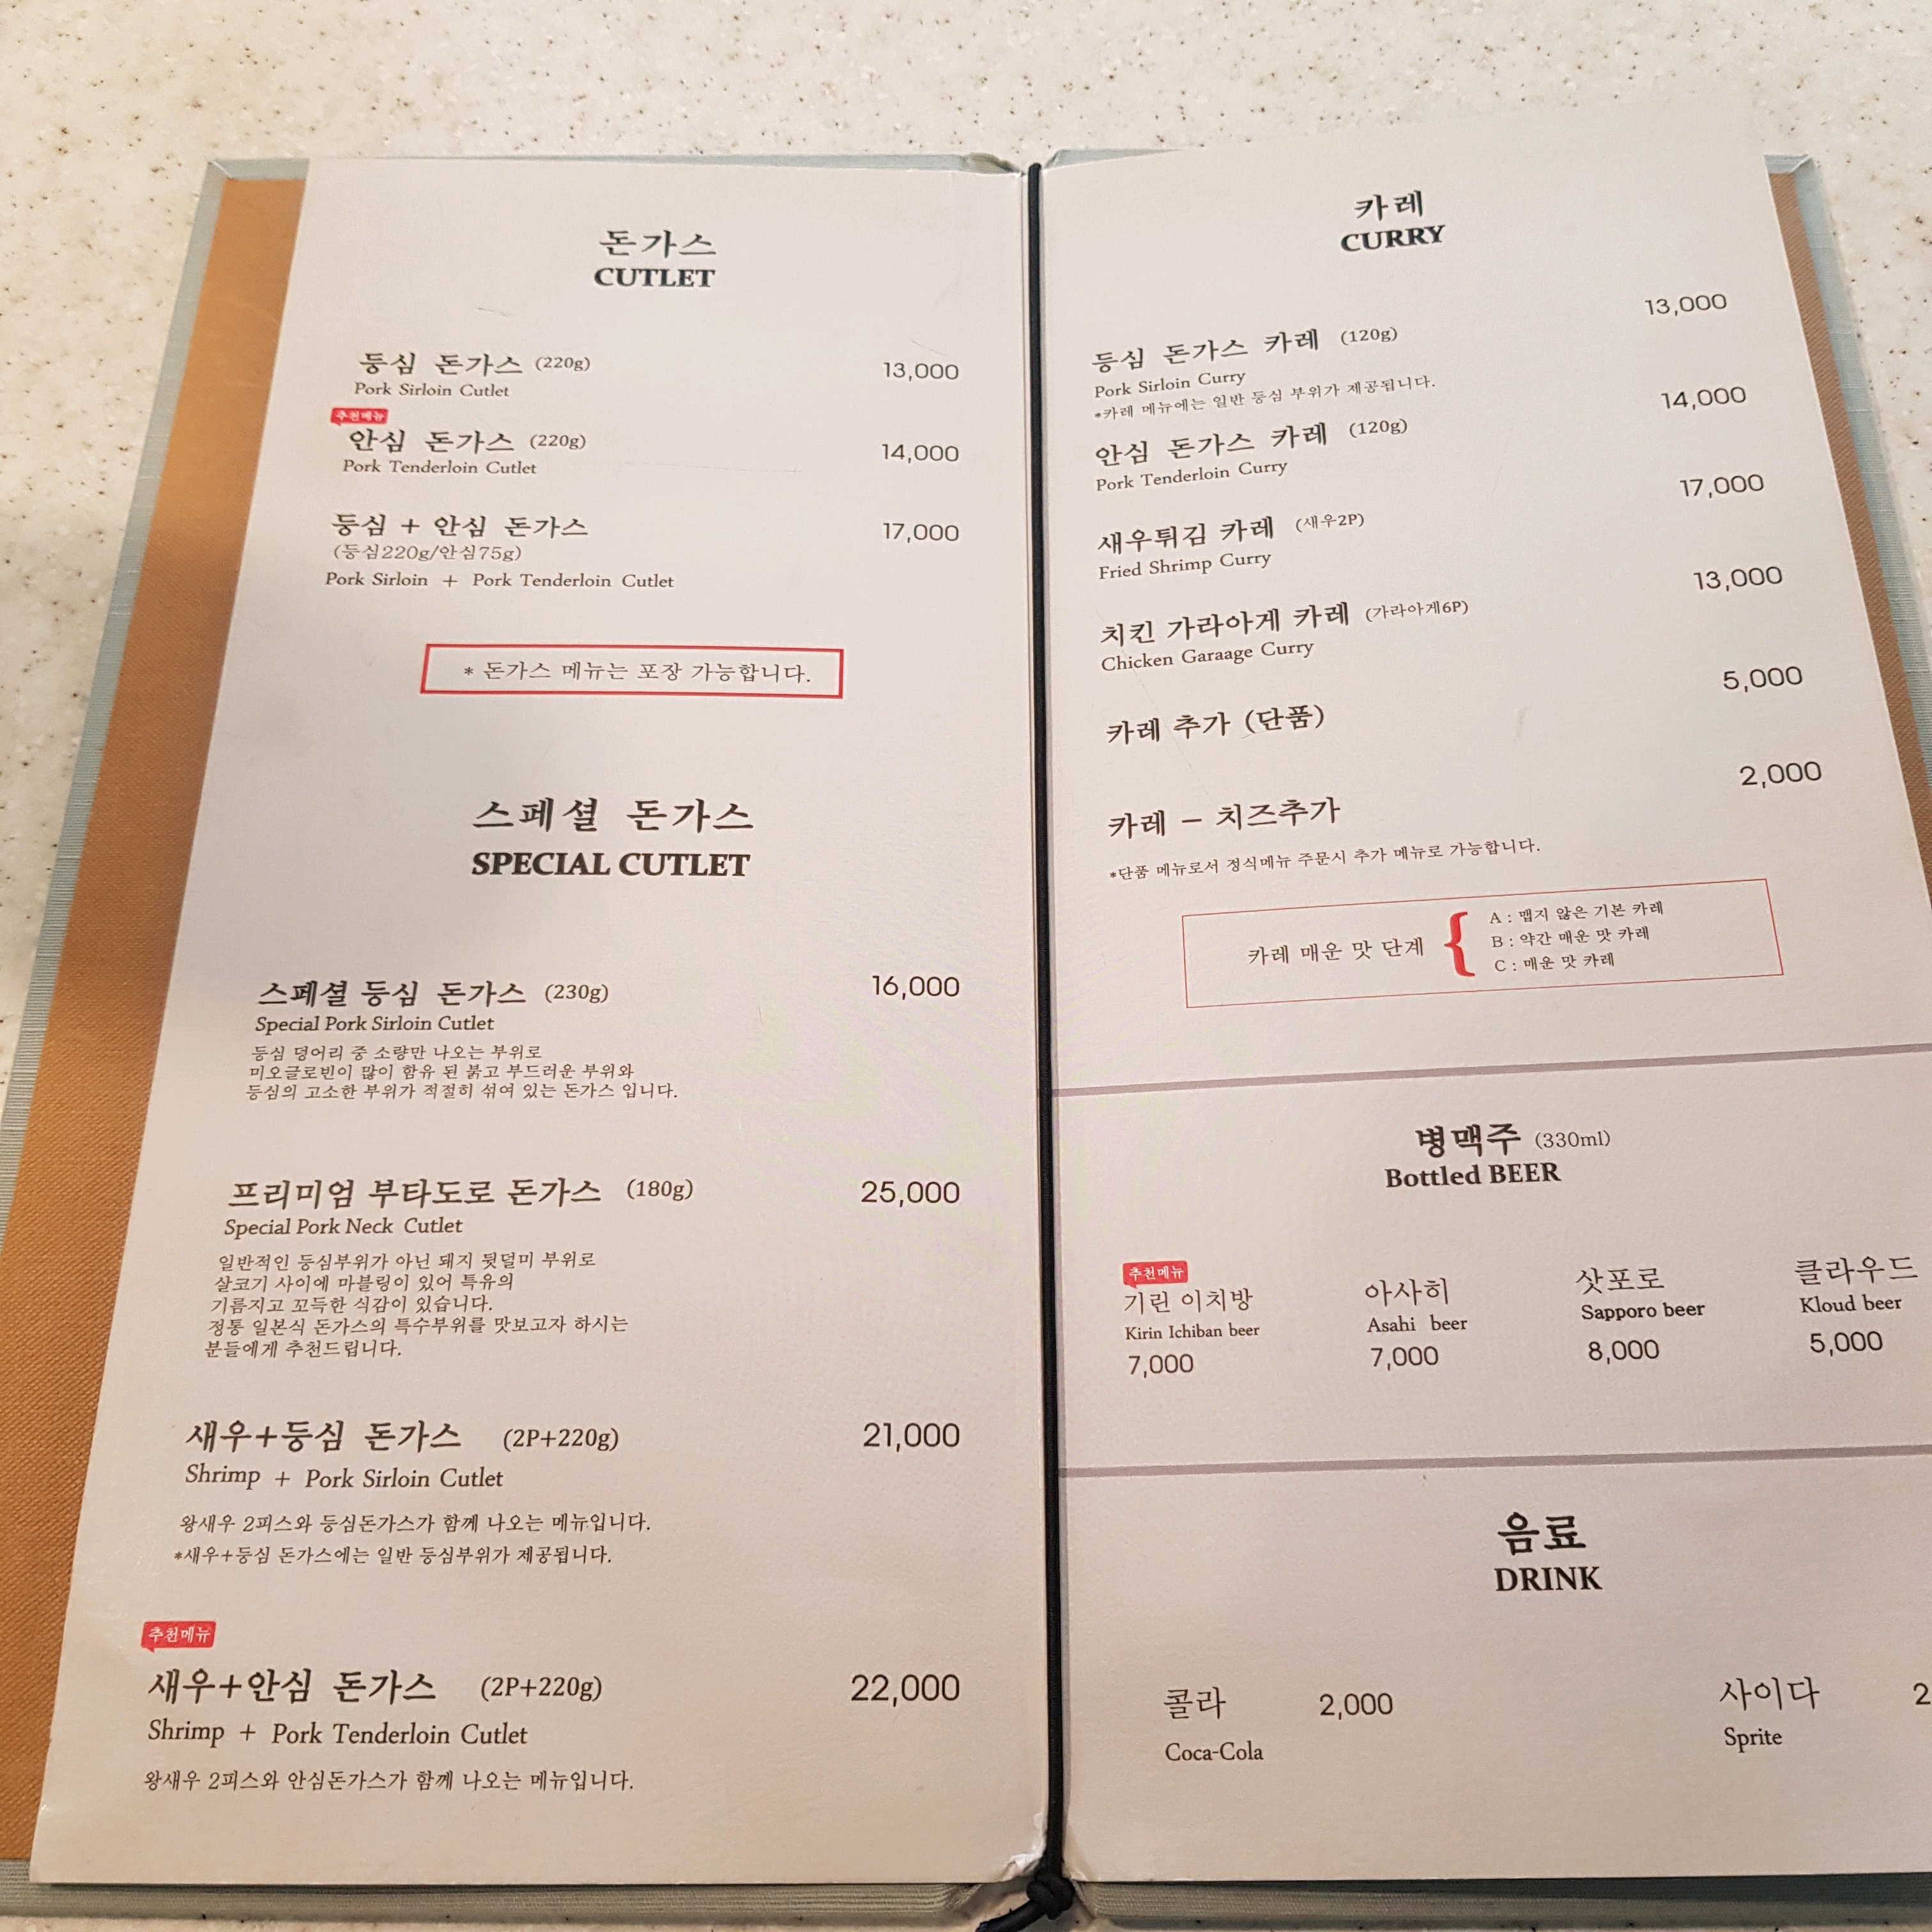 돈가스
CUTLET
등심 돈가스 (220g) 13,000
Pork Sirloin Cutlet
추천메뉴
안심 돈가스 (220g) 14,000
Pork Tenderloin Cutlet
등심 + 안심 돈가스 17,000
(등심220g/안심75g)
Pork Sirloin + Pork Tenderloin Cutlet
* 돈가스 메뉴는 포장 가능합니다.
스페셜 돈가스
SPECIAL CUTLET
스페셜 등심 돈가스 (230g) 16,000
Special Pork Sirloin Cutlet
등심 덩어리 중 소량만 나오는 부위로
미오글로빈이 많이 함유 된 붉고 부드러운 부위와
등심의 고소한 부위가 적절히 섞여 있는 돈가스 입니다.
프리미엄 부타도로 돈가스 (180g) 25,000
Special Pork Neck Cutlet
일반적인 등심부위가 아닌 돼지 뒷덜미 부위로
살코기 사이에 마블링이 있어 특유의
기름지고 꼬득한 식감이 있습니다.
정통 일본식 돈가스의 특수부위를 맛보고자 하시는
분들에게 추천드립니다.
새우+등심 돈가스 (2P+220g) 21,000
Shrimp + Pork Sirloin Cutlet
왕새우 2피스와 등심돈가스가 함께 나오는 메뉴입니다.
*새우+등심 돈가스에는 일반 등심부위가 제공됩니다.
추천메뉴
새우+안심 돈가스 (2P+220g) 22,000
Shrimp + Pork Tenderloin Cutlet
왕새우 2피스와 안심돈가스가 함께 나오는 메뉴입니다.
카레
CURRY
등심 돈가스 카레 (120g) 13,000
Pork Sirloin Curry
*카레 메뉴에는 일반 등심 부위가 제공됩니다.
안심 돈가스 카레 (120g) 14,000
Pork Tenderloin Curry
새우튀김 카레 (새우2P) 17,000
Fried Shrimp Curry
치킨 가라아게 카레 (가라아게6P) 13,000
Chicken Garaage Curry
카레 추가 (단품) 5,000
카레 - 치즈추가 2,000
*단품 메뉴로서 정식메뉴 주문시 추가 메뉴로 가능합니다.
카레 매운 맛 단계 {
A : 맵지 않은 기본 카레
B : 약간 매운 맛 카레
C : 매운 맛 카레
병맥주 (330ml)
Bottled BEER
추천메뉴
기린 이치방 아사히 삿포로 클라우드
Kirin Ichiban beer Asahi beer Sapporo beer Kloud beer
7,000 7,000 8,000 5,000
음료
DRINK
콜라 2,000 사이다 2
Coca-Cola Sprite